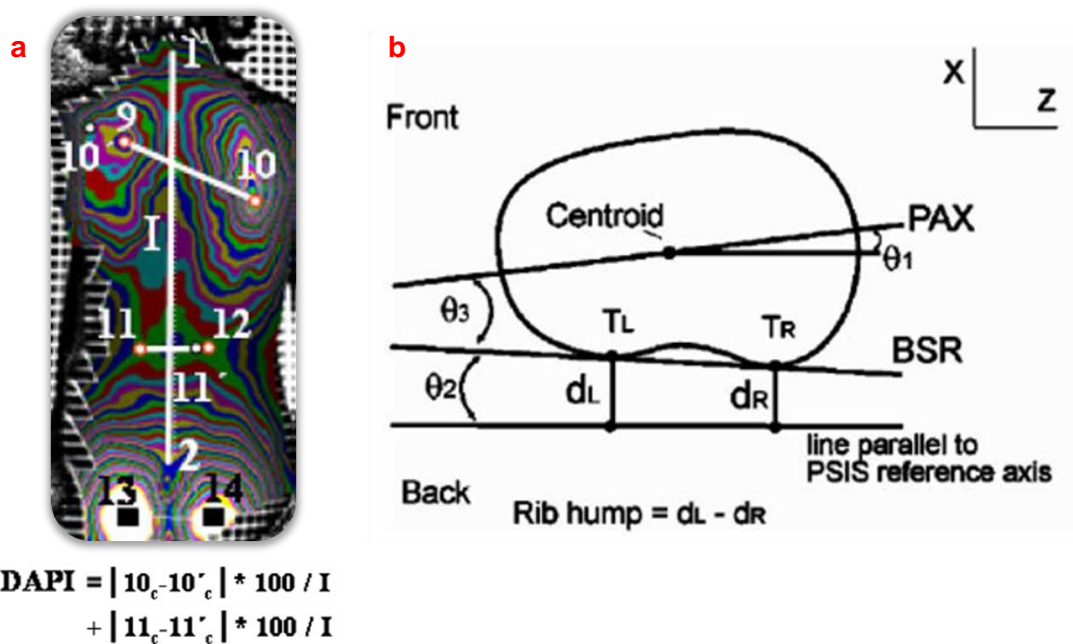 a
1
9
10´
10
I
11
12
11´
2
13
14
DAPI = | 10c-10´c | * 100 / I
+ | 11c-11´c | * 100 / I
b
X
Z
Front
Centroid
PAX
θ1
θ3
TL
TR
BSR
θ2
dL
dR
line parallel to
PSIS reference axis
Back
Rib hump = dL - dR